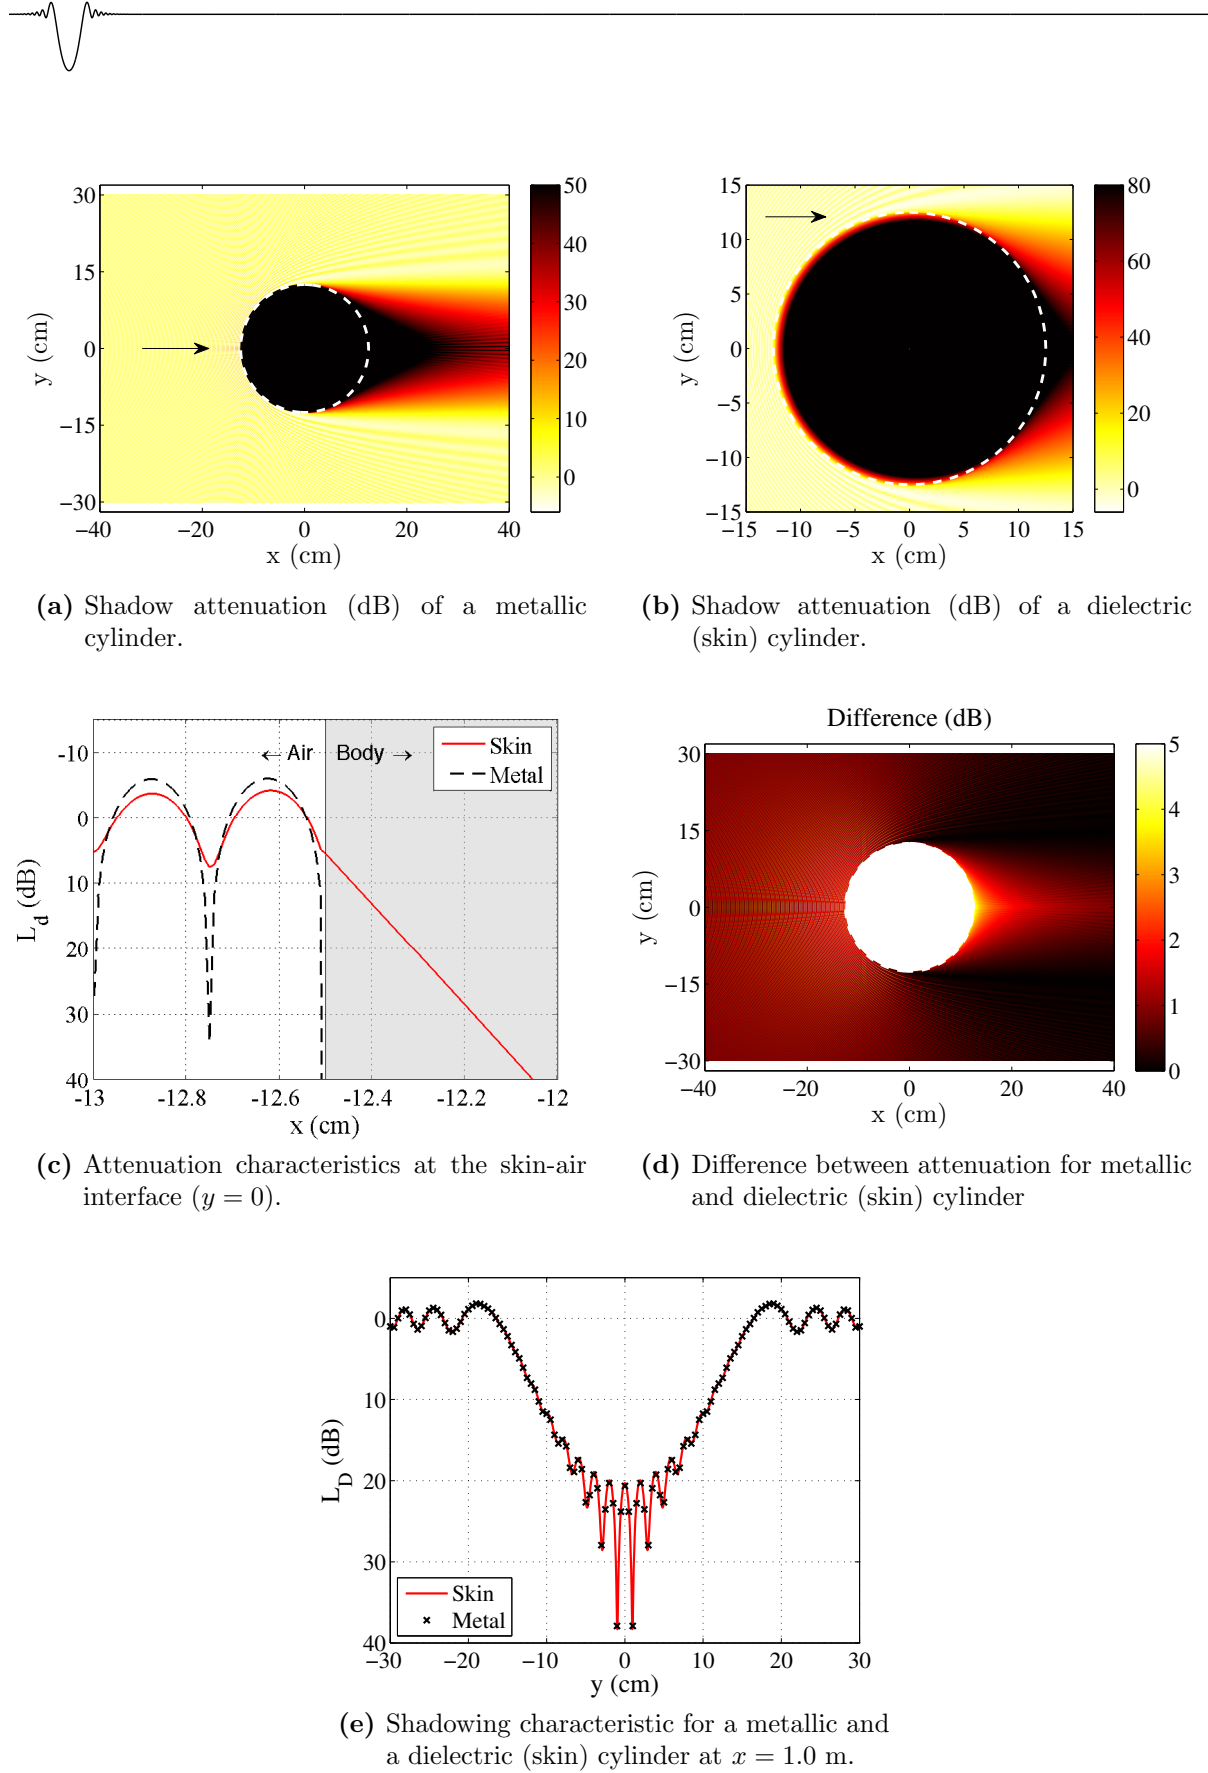 50
40
30
20
10
0
30
15
0
−15
−30
−40
−20
0
20
40
y (cm)
x (cm)
(a) Shadow attenuation (dB) of a metallic
cylinder.
15
10
5
0
−5
−10
−15
−15
−10
−5
0
5
10
15
80
60
40
20
0
y (cm)
x (cm)
(b) Shadow attenuation (dB) of a dielectric
(skin) cylinder.
-10
0
10
20
30
40
L_d (dB)
← Air Body →
Skin
Metal
-13
-12.8
-12.6
-12.4
-12.2
-12
x (cm)
(c) Attenuation characteristics at the skin-air
interface (y = 0).
Difference (dB)
30
15
0
−15
−30
y (cm)
−40
−20
0
20
40
x (cm)
5
4
3
2
1
0
(d) Difference between attenuation for metallic
and dielectric (skin) cylinder
0
10
20
30
40
L_D (dB)
Skin
Metal
−30
−20
−10
0
10
20
30
y (cm)
(e) Shadowing characteristic for a metallic and
a dielectric (skin) cylinder at x = 1.0 m.